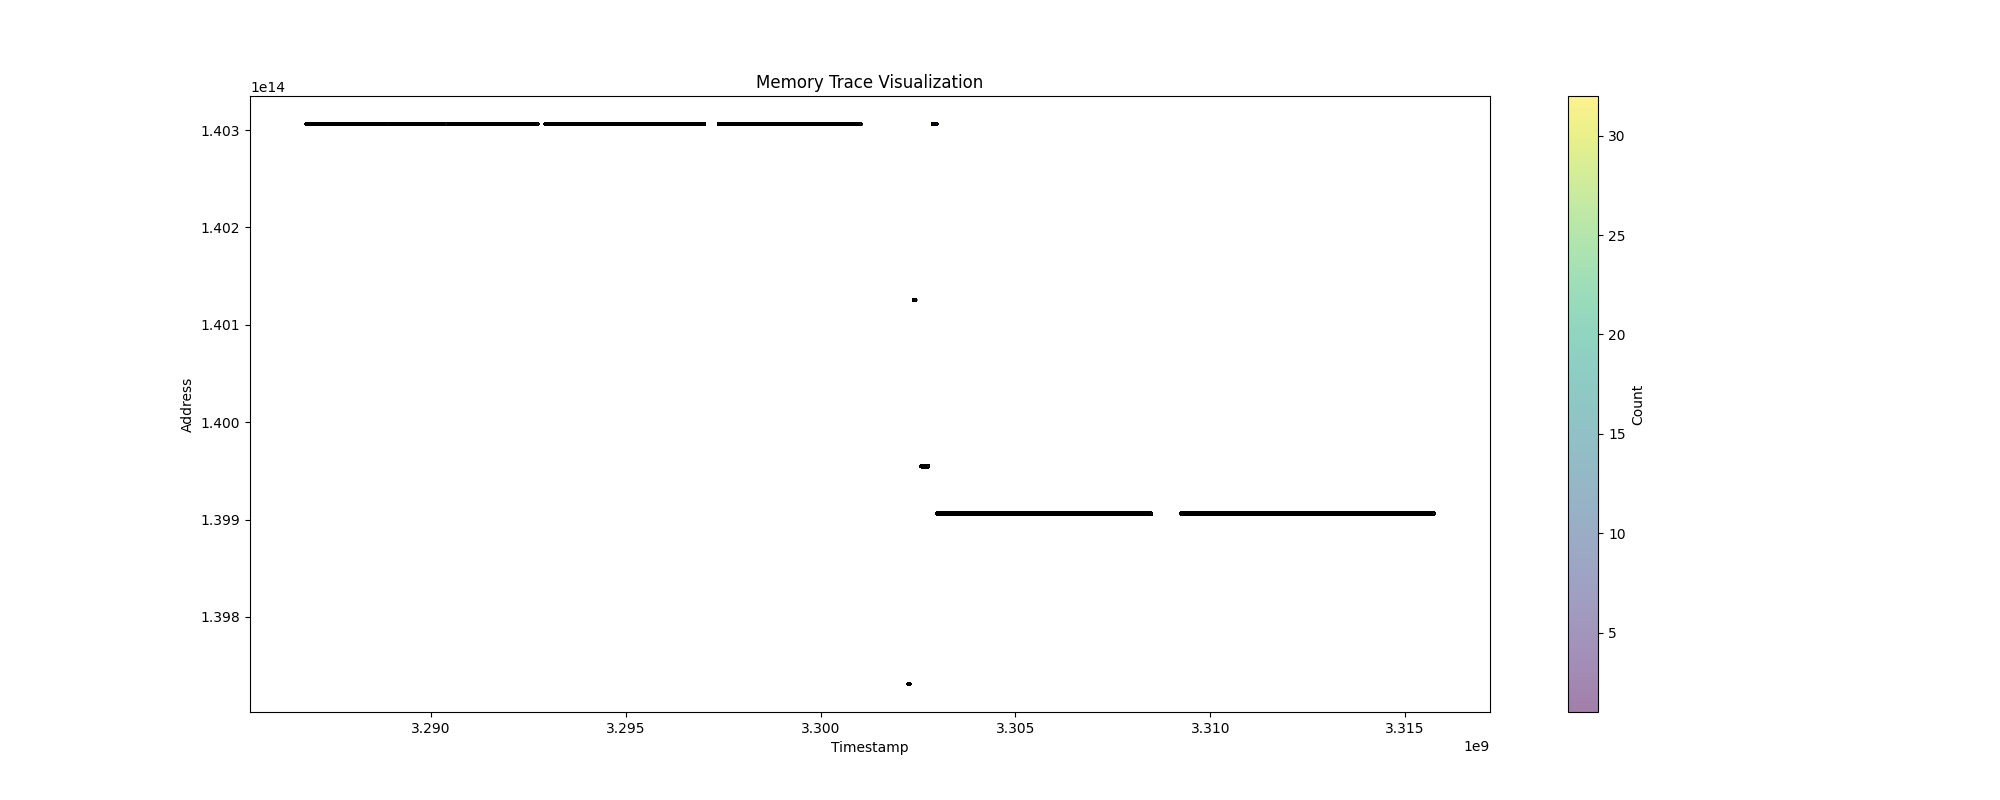 Memory Trace Visualization
1e14
1.403
1.402
1.401
1.400
1.399
1.398
Address
3.290 3.295 3.300 3.305 3.310 3.315
1e9
Timestamp
30
25
20
15
10
5
Count